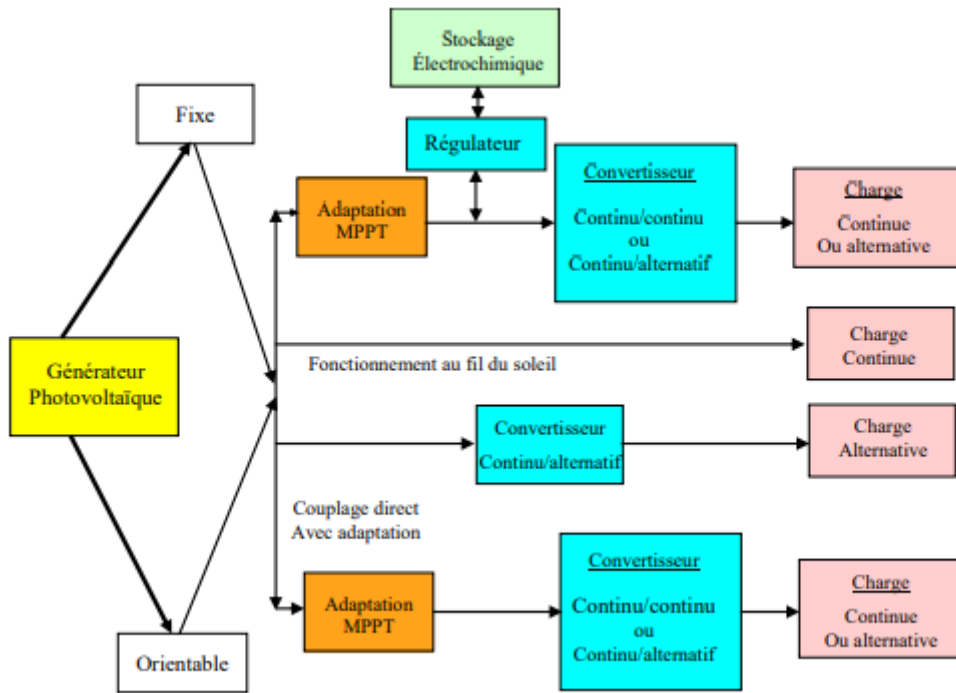 Stockage
Électrochimique
Fixe
Régulateur
Convertisseur
Continu/continu
ou
Continu/alternatif
Adaptation
MPPT
Charge
Continue
Ou alternative
Générateur
Photovoltaïque
Fonctionnement au fil du soleil
Charge
Continue
Convertisseur
Continu/alternatif
Charge
Alternative
Couplage direct
Avec adaptation
Adaptation
MPPT
Convertisseur
Continu/continu
ou
Continu/alternatif
Charge
Continue
Ou alternative
Orientable